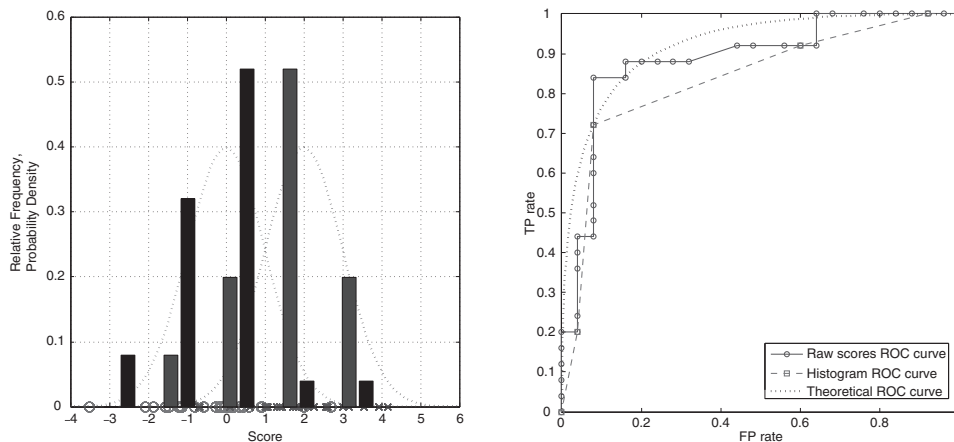 0.6
0.5
0.4
0.3
0.2
0.1
0
Relative Frequency,
Probability Density
−4 −3 −2 −1 0 1 2 3 4 5 6
Score
1
0.9
0.8
0.7
0.6
0.5
0.4
0.3
0.2
0.1
0
TP rate
0 0.2 0.4 0.6 0.8
FP rate
Raw scores ROC curve
Histogram ROC curve
Theoretical ROC curve